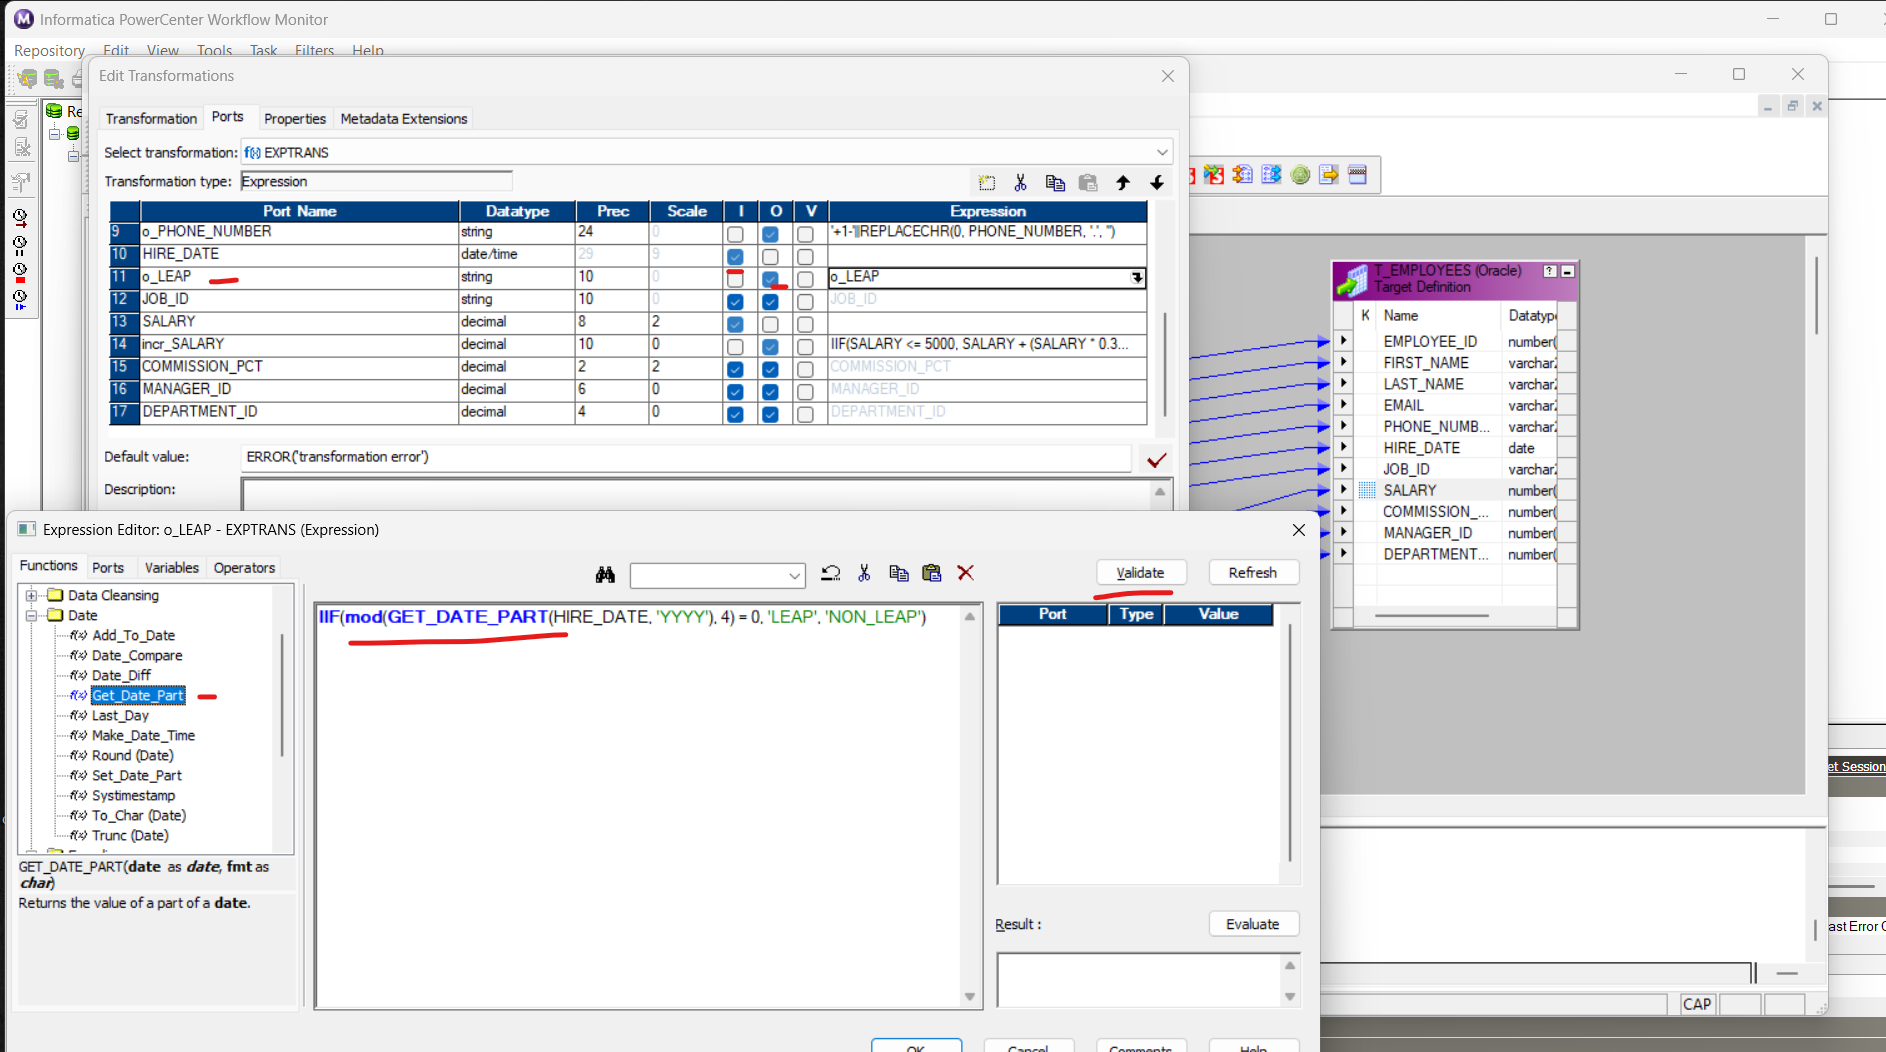 Informatica PowerCenter Workflow Monitor
Repository Edit View Tools Task Filters Help
Edit Transformations
Re
Transformation Ports Properties Metadata Extensions
Select transformation: f(x) EXPTRANS
Transformation type: Expression
Port Name Datatype Prec Scale I O V Expression
9 o_PHONE_NUMBER string 24 0 '+1-'||REPLACECHR(0, PHONE_NUMBER, '.', '')
10 HIRE_DATE date/time 29 9
11 o_LEAP string 10 0 o_LEAP
12 JOB_ID string 10 0 JOB_ID
13 SALARY decimal 8 2
14 incr_SALARY decimal 10 0 IIF(SALARY <= 5000, SALARY + (SALARY * 0.3...
15 COMMISSION_PCT decimal 2 2 COMMISSION_PCT
16 MANAGER_ID decimal 6 0 MANAGER_ID
17 DEPARTMENT_ID decimal 4 0 DEPARTMENT_ID
Default value: ERROR('transformation error')
Description:
T_EMPLOYEES (Oracle)
Target Definition
K Name Datatype
EMPLOYEE_ID number(
FIRST_NAME varchar2
LAST_NAME varchar2
EMAIL varchar2
PHONE_NUMB... varchar2
HIRE_DATE date
JOB_ID varchar2
SALARY number(
COMMISSION_... number(
MANAGER_ID number(
DEPARTMENT... number(
Expression Editor: o_LEAP - EXPTRANS (Expression)
Functions Ports Variables Operators
Validate Refresh
Data Cleansing
Date
f(x) Add_To_Date
f(x) Date_Compare
f(x) Date_Diff
f(x) Get_Date_Part
f(x) Last_Day
f(x) Make_Date_Time
f(x) Round (Date)
f(x) Set_Date_Part
f(x) Systimestamp
f(x) To_Char (Date)
f(x) Trunc (Date)
GET_DATE_PART(date as date, fmt as
char)
Returns the value of a part of a date.
IIF(mod(GET_DATE_PART(HIRE_DATE, 'YYYY'), 4) = 0, 'LEAP', 'NON_LEAP')
Port Type Value
Result : Evaluate
OK Cancel Comments Help
et Session
ast Error C
CAP